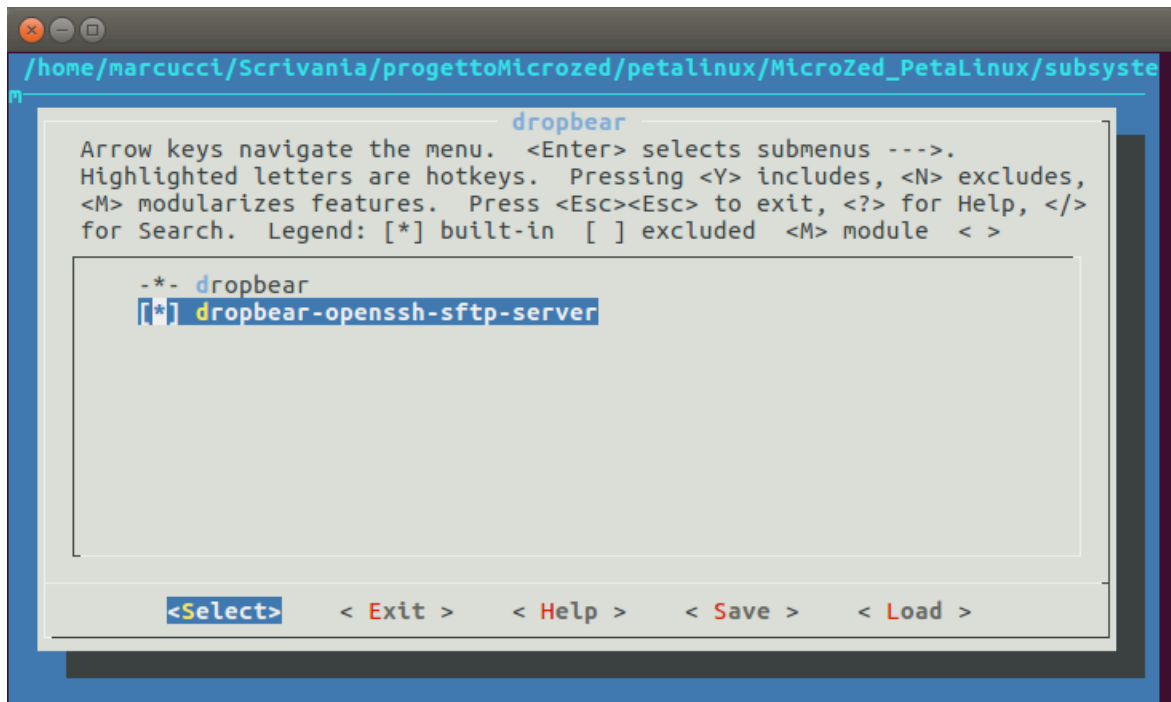 /home/marcucci/Scrivania/progettoMicrozed/petalinux/MicroZed_PetaLinux/subsyste
m
dropbear
Arrow keys navigate the menu.  <Enter> selects submenus --->.
Highlighted letters are hotkeys.  Pressing <Y> includes, <N> excludes,
<M> modularizes features.  Press <Esc><Esc> to exit, <?> for Help, </>
for Search.  Legend: [*] built-in  [ ] excluded  <M> module  < >
-*- dropbear
[*] dropbear-openssh-sftp-server
<Select>    < Exit >    < Help >    < Save >    < Load >